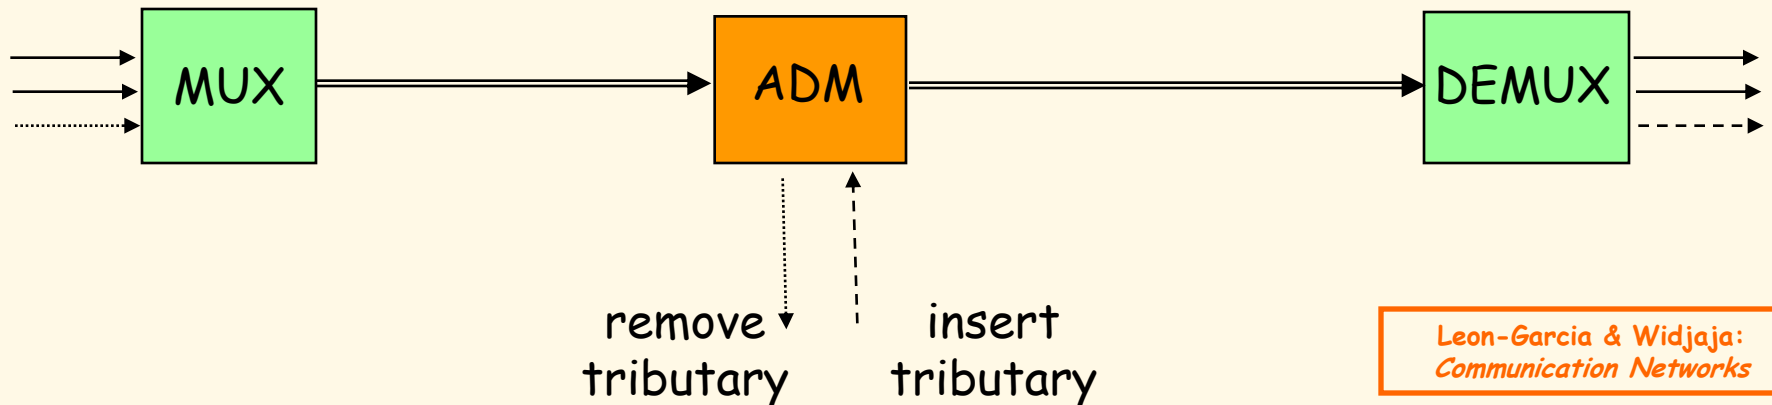 MUX
ADM
DEMUX
remove
tributary
insert
tributary
Leon-Garcia & Widjaja:
Communication Networks